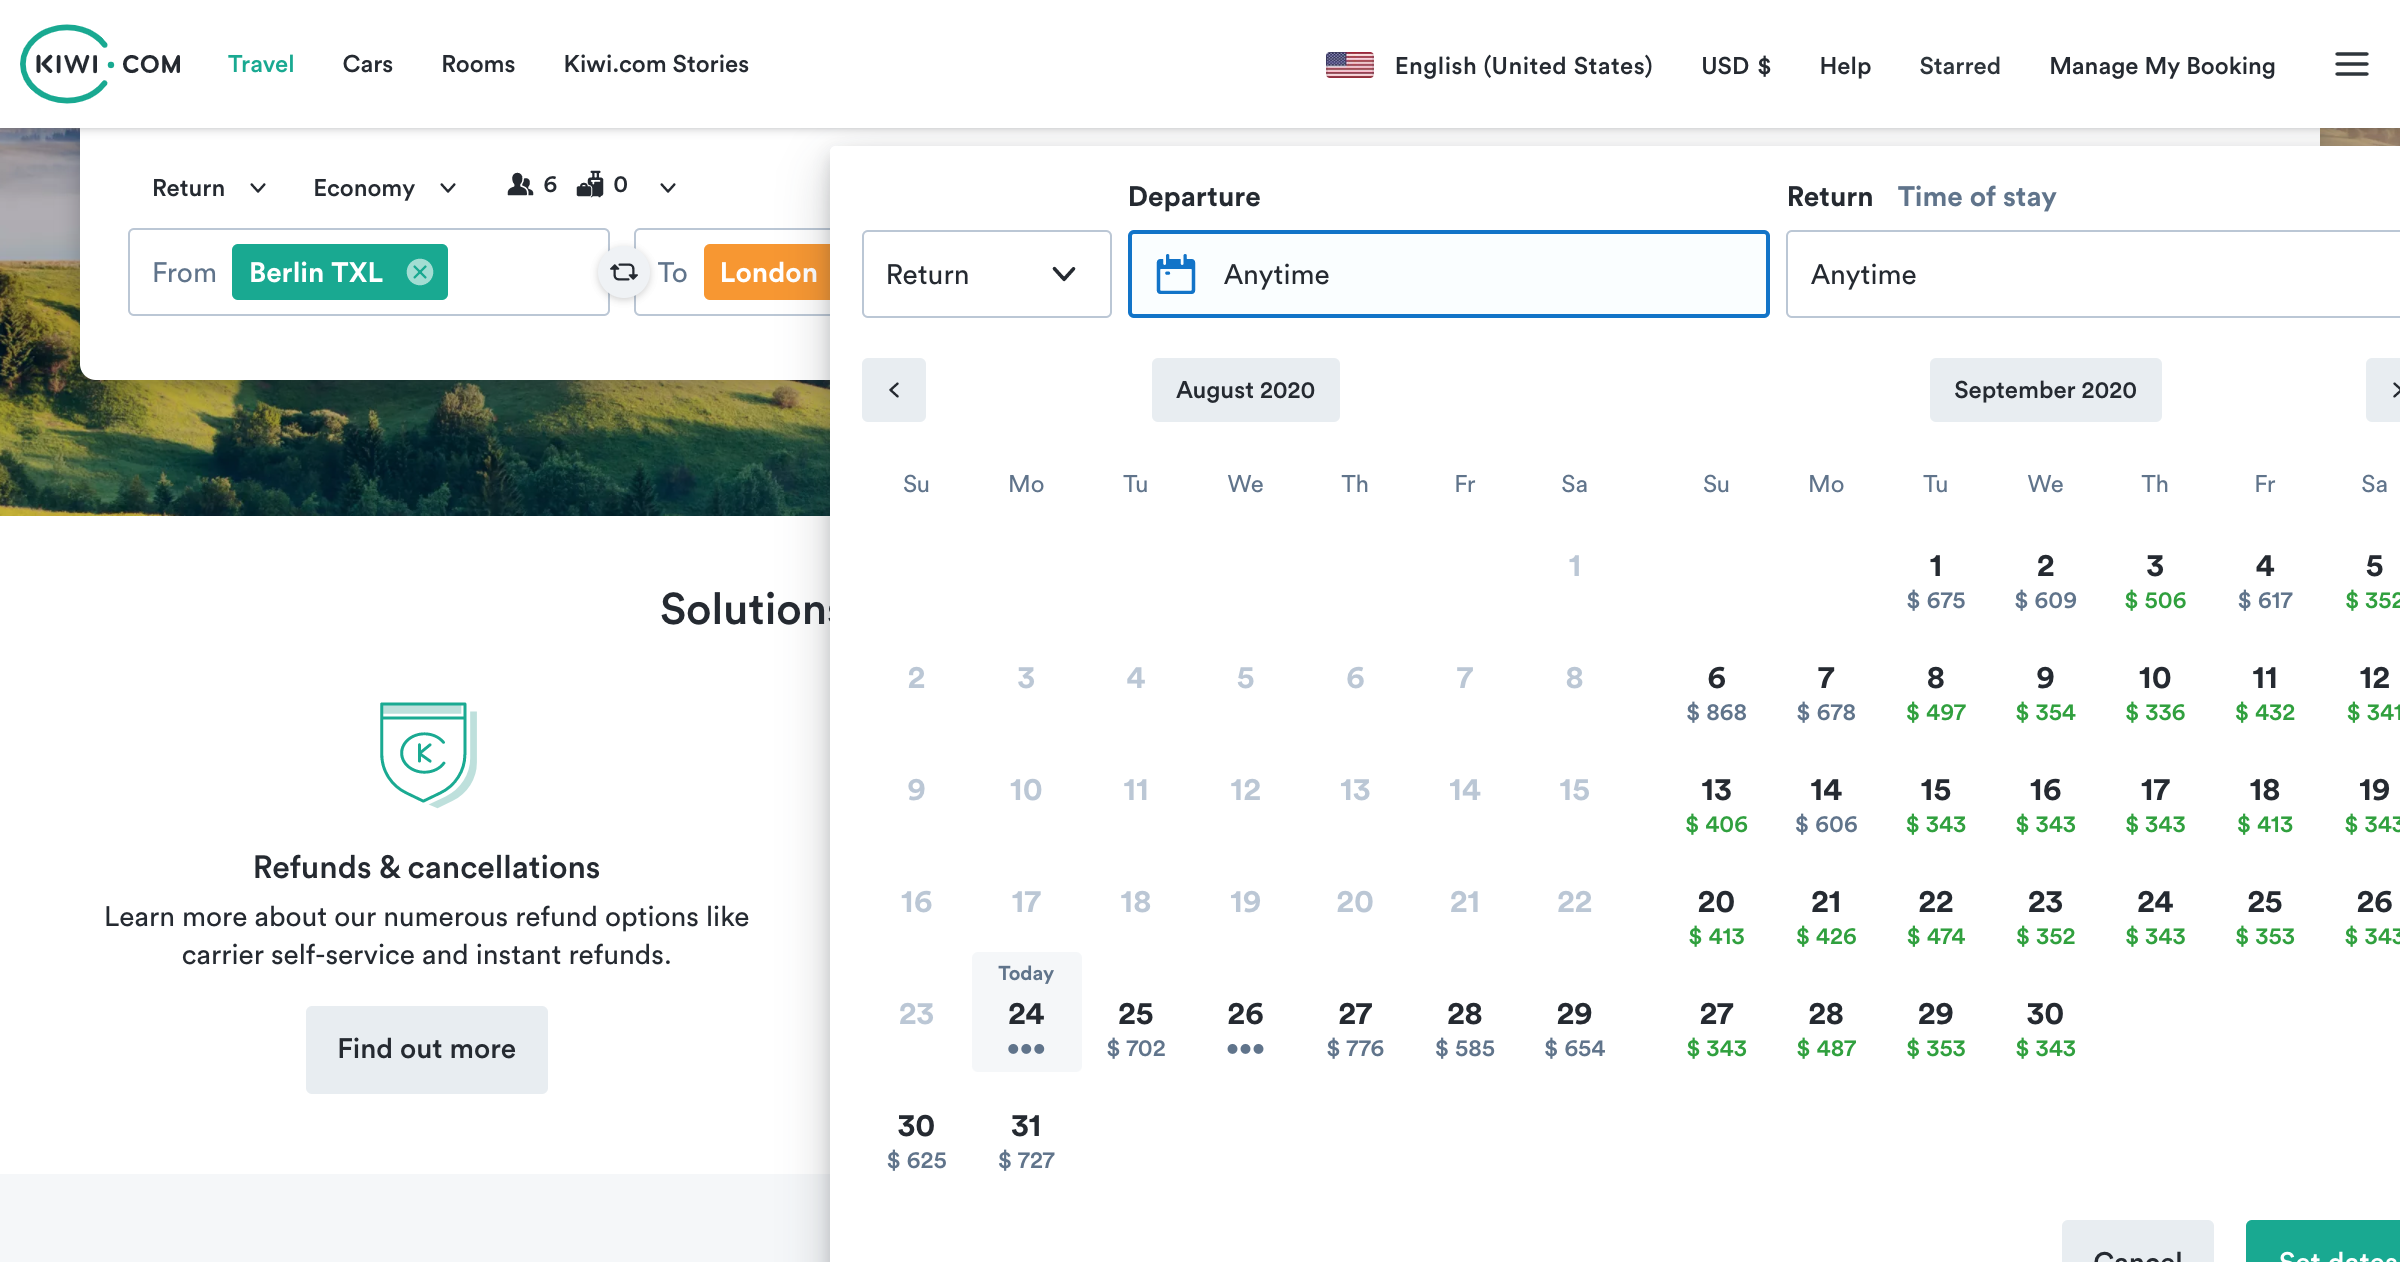 KIWI.COM Travel Cars Rooms Kiwi.com Stories English (United States) USD $ Help Starred Manage My Booking
Return Economy 6 0
From Berlin TXL To London
Departure Return Time of stay
Return Anytime Anytime
August 2020 September 2020
Su Mo Tu We Th Fr Sa Su Mo Tu We Th Fr Sa
1 1 2 3 4 5
$ 675 $ 609 $ 506 $ 617 $ 352
2 3 4 5 6 7 8 6 7 8 9 10 11 12
$ 868 $ 678 $ 497 $ 354 $ 336 $ 432 $ 341
9 10 11 12 13 14 15 13 14 15 16 17 18 19
$ 406 $ 606 $ 343 $ 343 $ 343 $ 413 $ 343
16 17 18 19 20 21 22 20 21 22 23 24 25 26
$ 413 $ 426 $ 474 $ 352 $ 343 $ 353 $ 343
Today
23 24 25 26 27 28 29 27 28 29 30
••• $ 702 ••• $ 776 $ 585 $ 654 $ 343 $ 487 $ 353 $ 343
30 31
$ 625 $ 727
Cancel Set dates
Solutions
K
Refunds & cancellations
Learn more about our numerous refund options like
carrier self-service and instant refunds.
Find out more